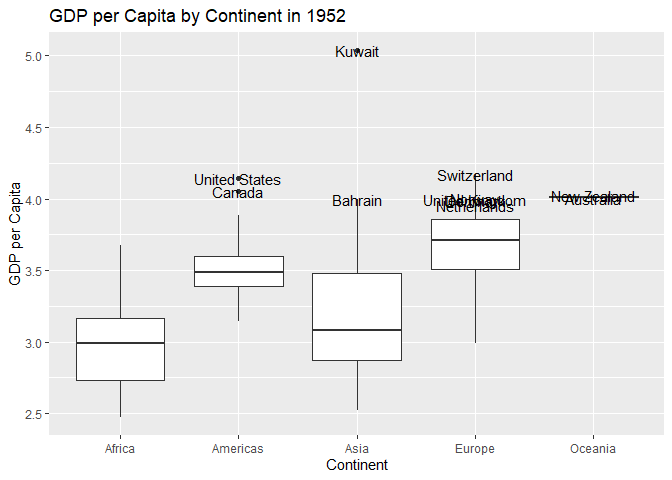 GDP per Capita by Continent in 1952
GDP per Capita
5.0
4.5
4.0
3.5
3.0
2.5
Kuwait
United States
Canada
Bahrain
Switzerland
United Kingdom
Netherlands
New Zealand
Australia
Africa
Americas
Asia
Europe
Oceania
Continent